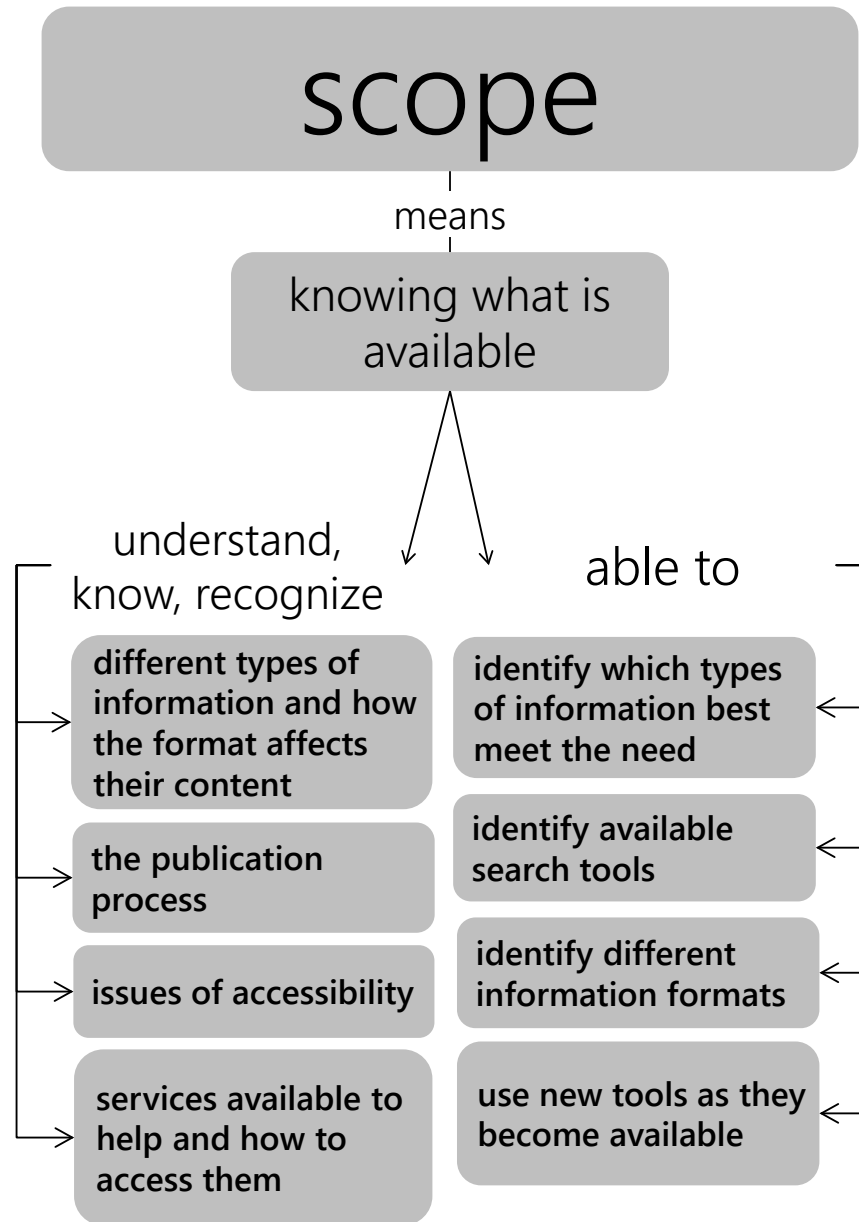 scope
means
knowing what is
available
understand,
know, recognize
different types of
information and how
the format affects
their content
the publication
process
issues of accessibility
services available to
help and how to
access them
able to
identify which types
of information best
meet the need
identify available
search tools
identify different
information formats
use new tools as they
become available